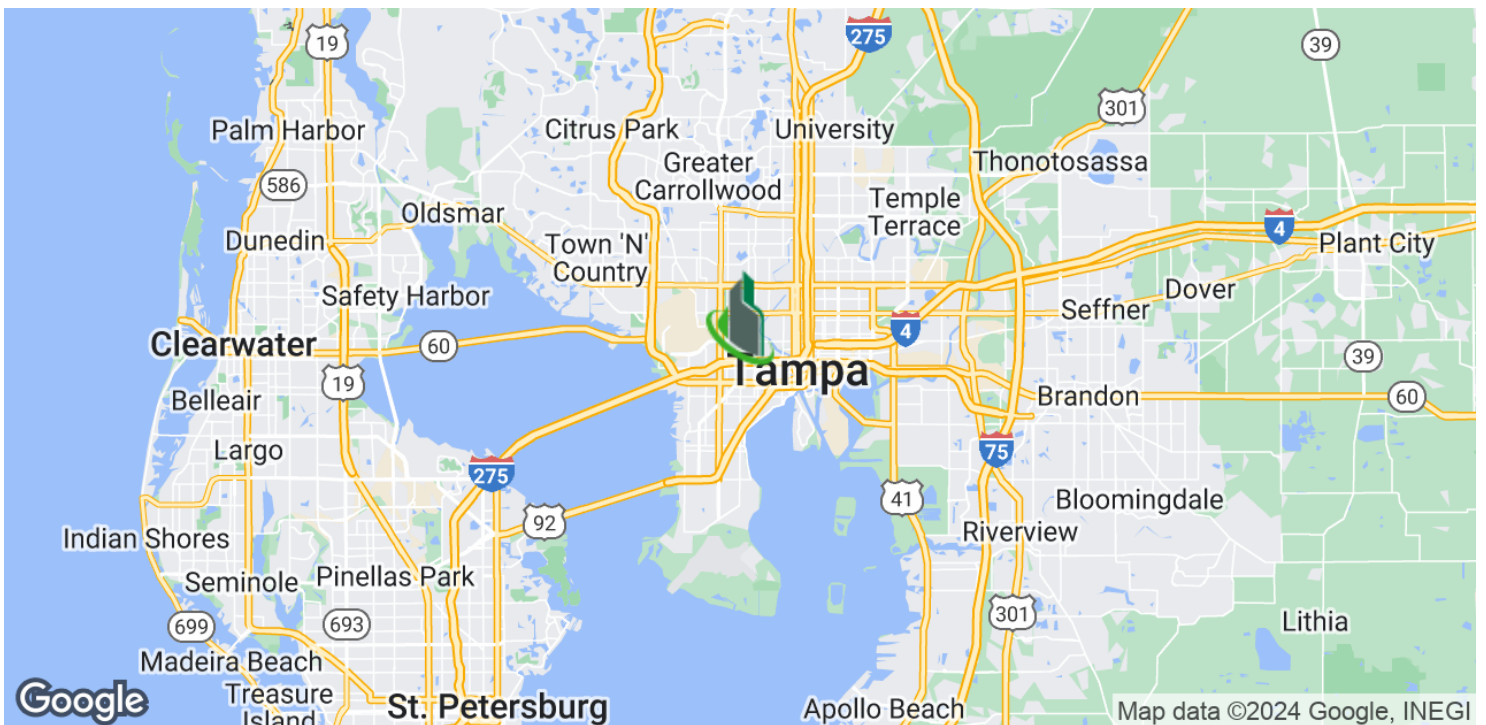 19
275
39
301
Palm Harbor
Citrus Park
University
Greater
Carrollwood
Thonotosassa
586
Oldsmar
Temple
Terrace
Dunedin
Town 'N'
Country
4
Plant City
Safety Harbor
Dover
Seffner
Clearwater
60
4
39
19
Tampa
Belleair
Brandon
60
Largo
275
75
92
41
Bloomingdale
Indian Shores
Riverview
Seminole
Pinellas Park
699
693
301
Lithia
Madeira Beach
Treasure
Island
St. Petersburg
Apollo Beach
Google
Map data ©2024 Google, INEGI